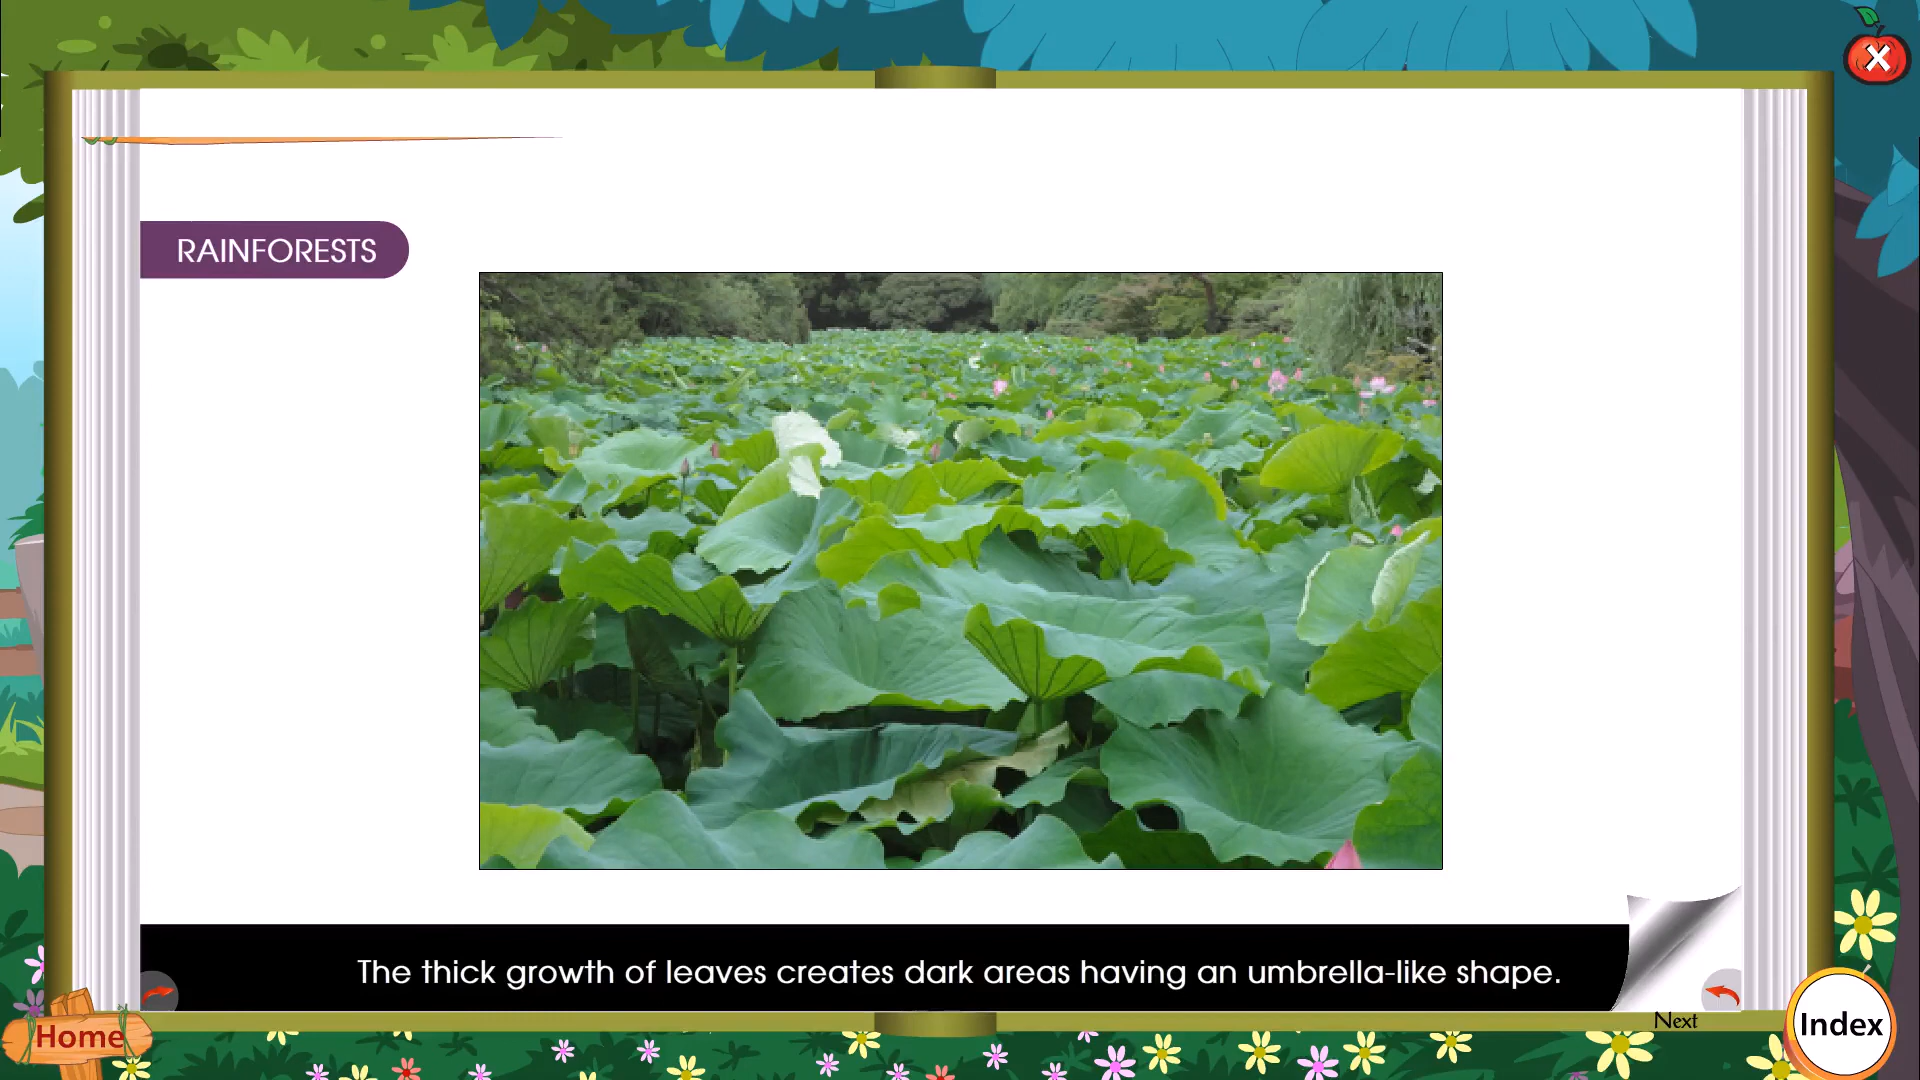 RAINFORESTS
The thick growth of leaves creates dark areas having an umbrella-like shape.
Next
Home
Index